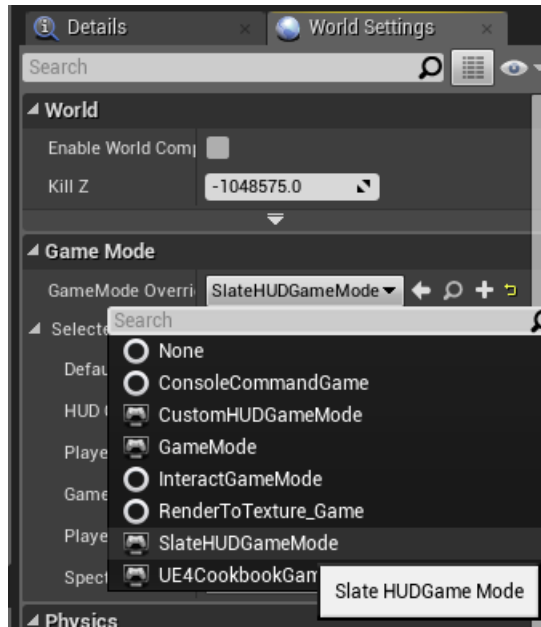 Details
World Settings
Search
World
Enable World Comp
Kill Z
-1048575.0
Game Mode
GameMode Overri
SlateHUDGameMode
Search
Selecte
None
Defau
ConsoleCommandGame
HUD
CustomHUDGameMode
Playe
GameMode
InteractGameMode
Game
RenderToTexture_Game
Playe
SlateHUDGameMode
Spect
UE4CookbookGam
Slate HUDGame Mode
Physics